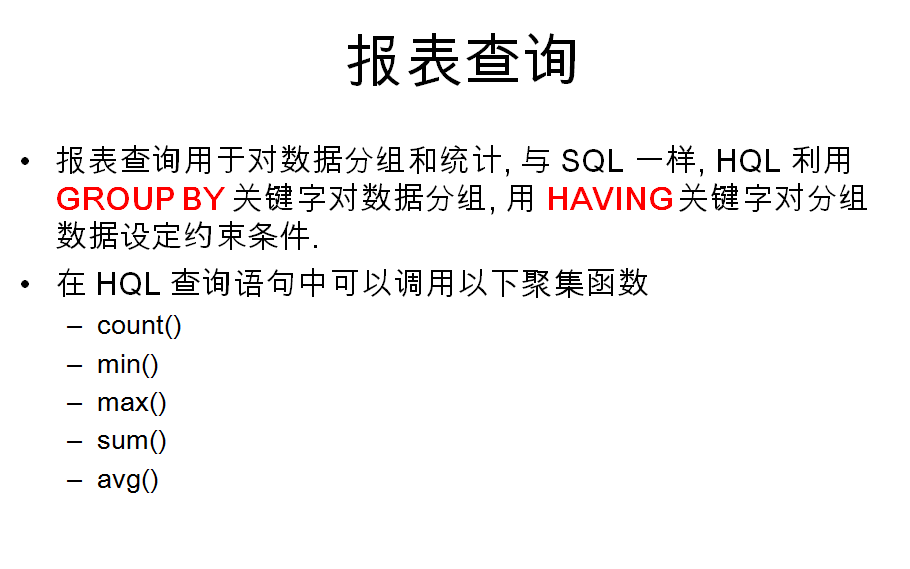 报表查询
• 报表查询用于对数据分组和统计, 与 SQL 一样, HQL 利用
GROUP BY 关键字对数据分组, 用 HAVING 关键字对分组
数据设定约束条件.
• 在 HQL 查询语句中可以调用以下聚集函数
– count()
– min()
– max()
– sum()
– avg()